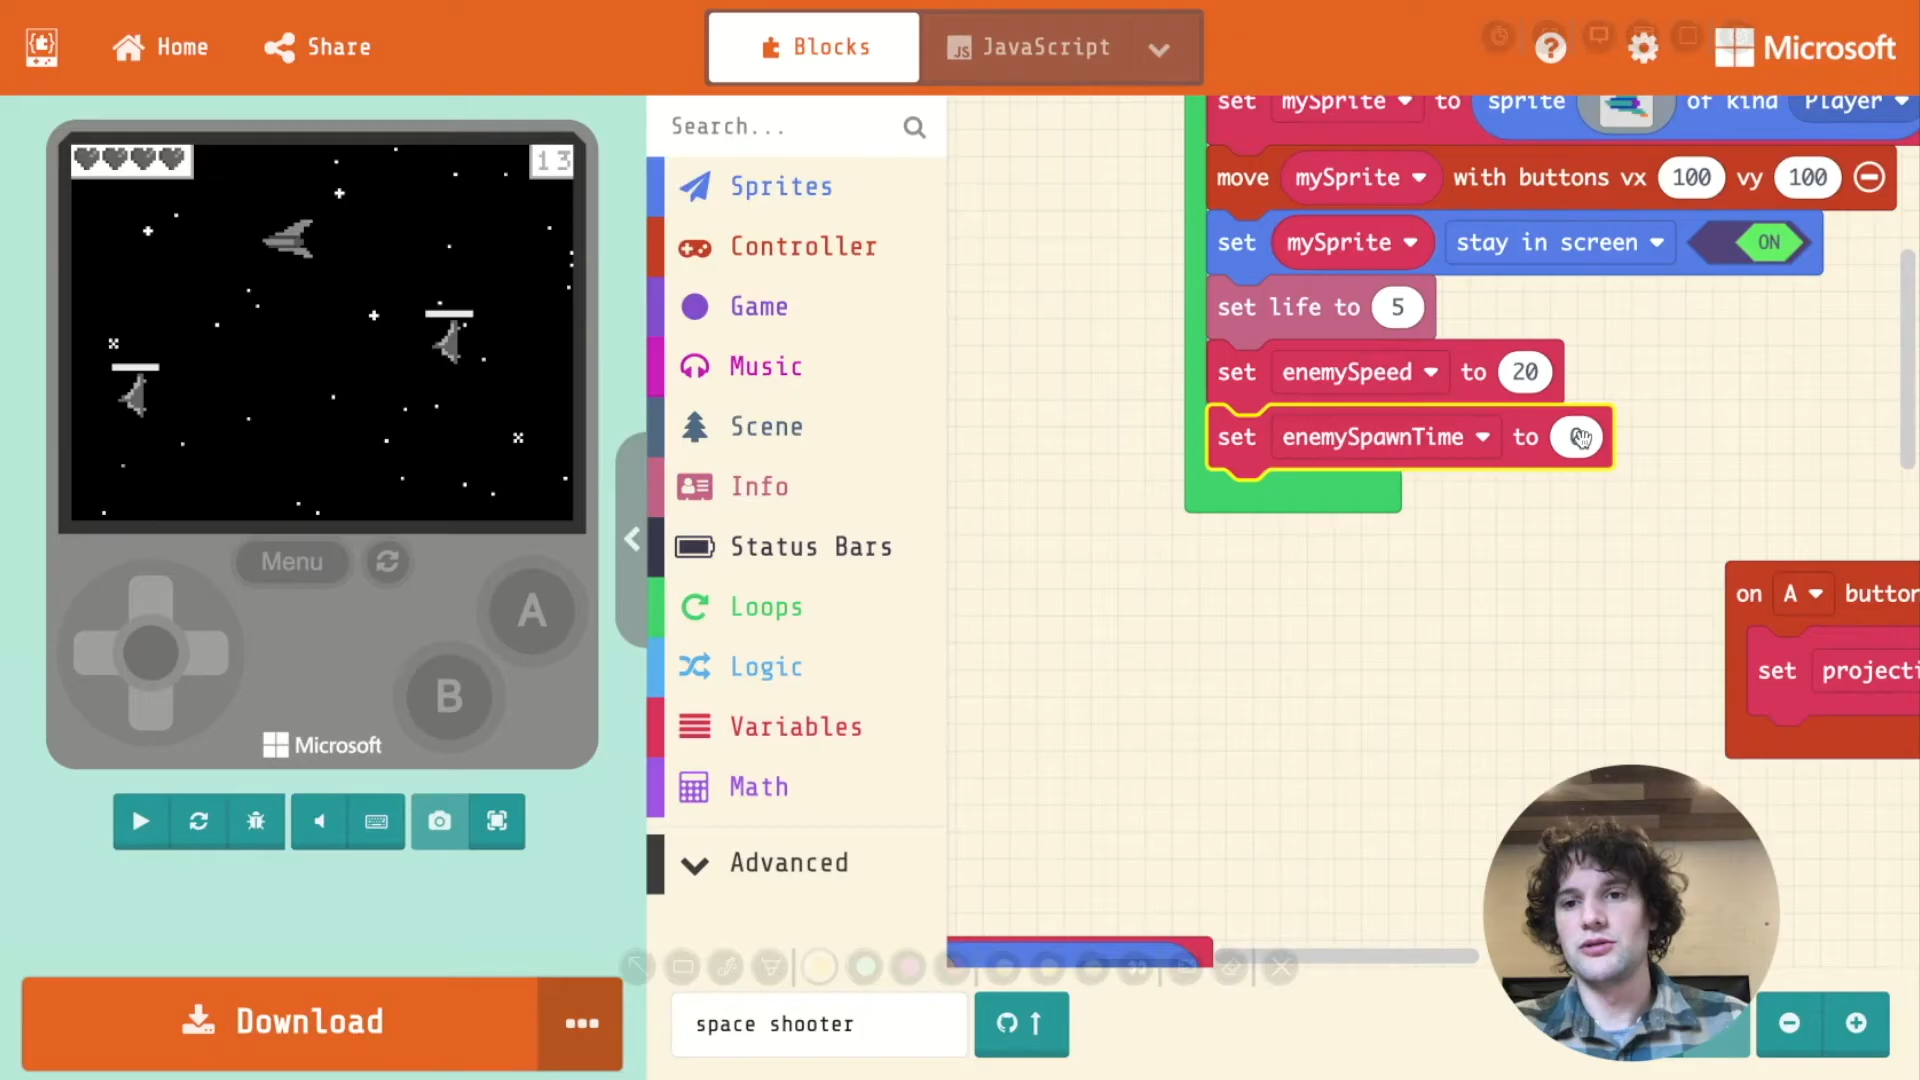 Home
Share
Blocks
JS JavaScript
Microsoft
Search...
13
Sprites
Controller
Game
Music
Scene
Info
Status Bars
Loops
Logic
Variables
Math
Advanced
set mySprite to sprite of kind Player
move mySprite with buttons vx 100 vy 100
set mySprite stay in screen ON
set life to 5
set enemySpeed to 20
set enemySpawnTime to
on A button
set projecti
Menu
A
B
Microsoft
Download
space shooter